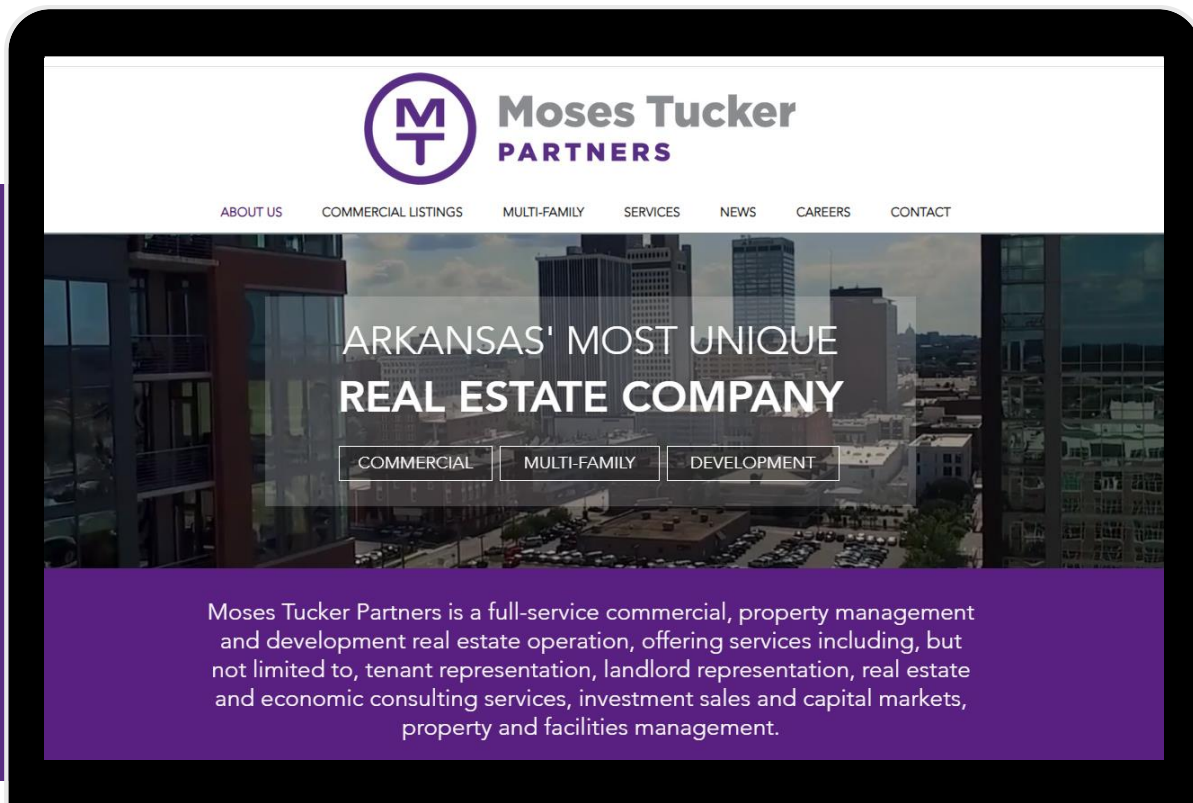 MT
Moses Tucker
PARTNERS
ABOUT US COMMERCIAL LISTINGS MULTI-FAMILY SERVICES NEWS CAREERS CONTACT
ARKANSAS' MOST UNIQUE
REAL ESTATE COMPANY
COMMERCIAL MULTI-FAMILY DEVELOPMENT
Moses Tucker Partners is a full-service commercial, property management
and development real estate operation, offering services including, but
not limited to, tenant representation, landlord representation, real estate
and economic consulting services, investment sales and capital markets,
property and facilities management.